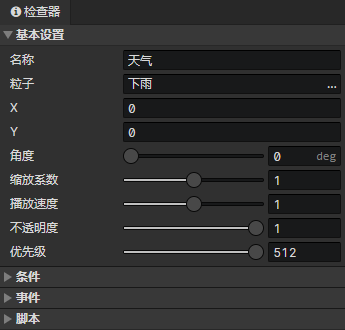 检查器
基本设置
名称 天气
粒子 下雨 ...
X 0
Y 0
角度 0 deg
缩放系数 1
播放速度 1
不透明度 1
优先级 512
条件
事件
脚本